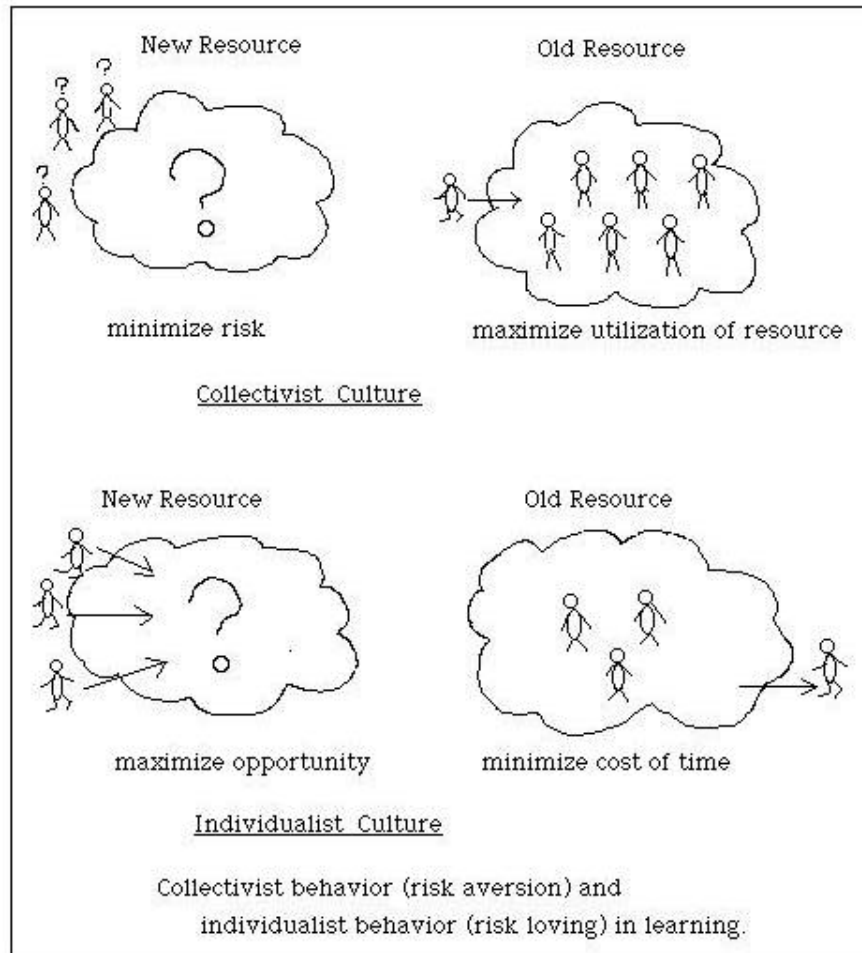 New Resource
Old Resource
?
?
?
?
minimize risk
maximize utilization of resource
Collectivist Culture
New Resource
Old Resource
?
maximize opportunity
minimize cost of time
Individualist Culture
Collectivist behavior (risk aversion) and
individualist behavior (risk loving) in learning.